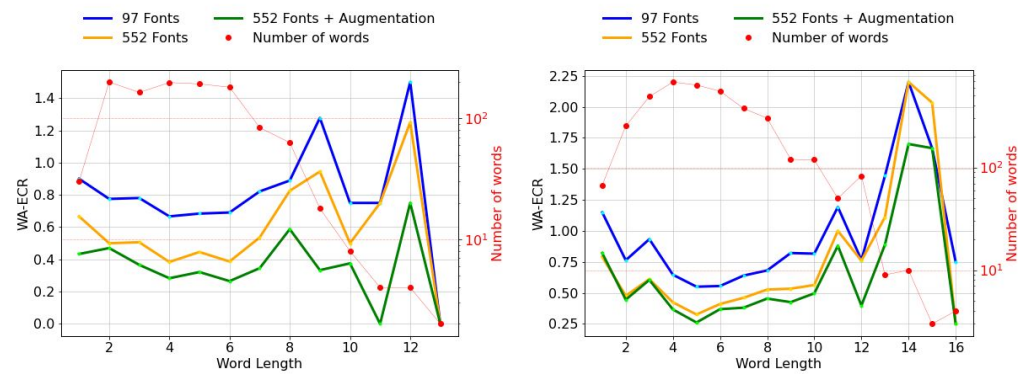 97 Fonts
552 Fonts
552 Fonts + Augmentation
Number of words
1.4
1.2
1.0
0.8
0.6
0.4
0.2
0.0
WA-ECR
2 4 6 8 10 12
Word Length
10²
10¹
Number of words
97 Fonts
552 Fonts
552 Fonts + Augmentation
Number of words
2.25
2.00
1.75
1.50
1.25
1.00
0.75
0.50
0.25
WA-ECR
2 4 6 8 10 12 14 16
Word Length
10²
10¹
Number of words